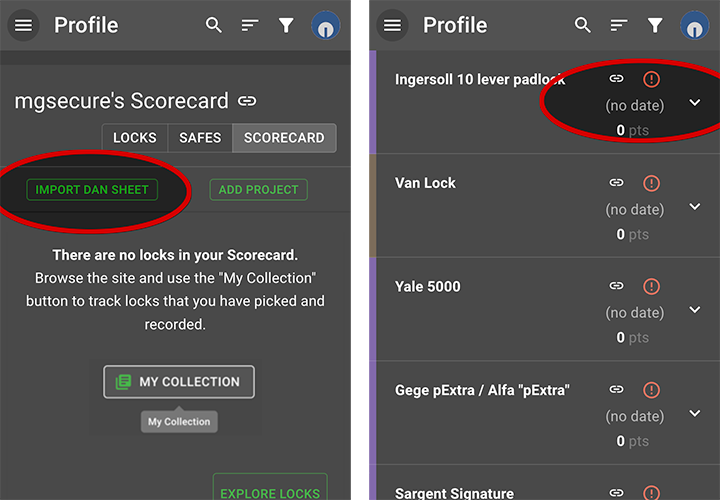 Profile
mgsecure's Scorecard
LOCKS SAFES SCORECARD
IMPORT DAN SHEET ADD PROJECT
There are no locks in your Scorecard.
Browse the site and use the "My Collection"
button to track locks that you have picked and
recorded.
MY COLLECTION
My Collection
EXPLORE LOCKS
Profile
Ingersoll 10 lever padlock
(no date)
0 pts
Van Lock
(no date)
0 pts
Yale 5000
(no date)
0 pts
Gege pExtra / Alfa "pExtra"
(no date)
0 pts
Sargent Signature